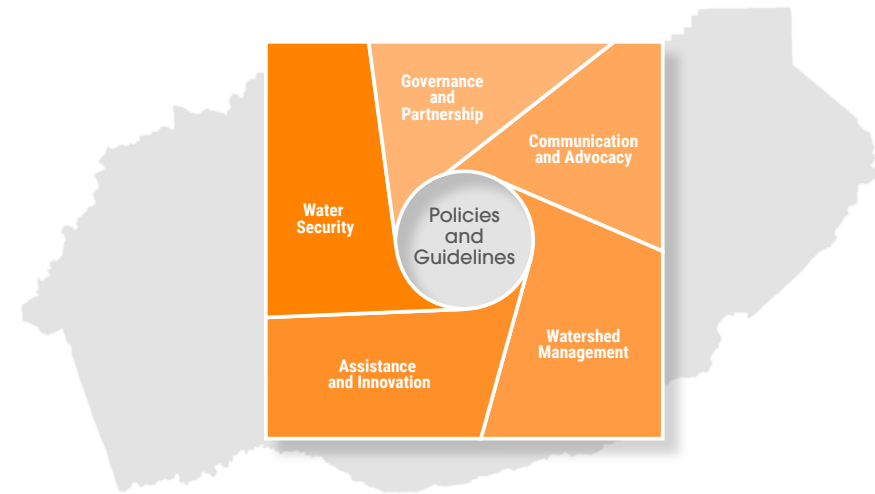 Governance
and
Partnership
Communication
and Advocacy
Water
Security
Policies
and
Guidelines
Watershed
Management
Assistance
and Innovation